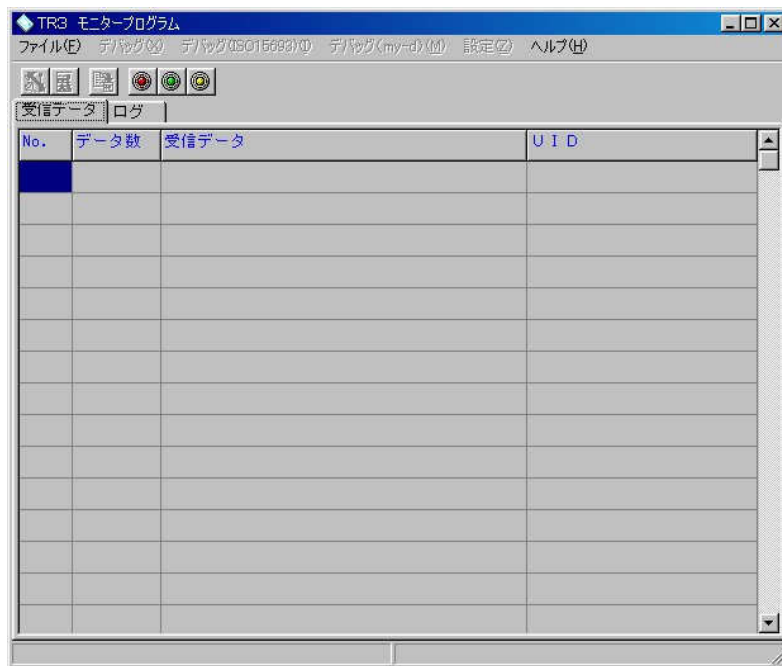 TR3 モニタープログラム
ファイル(F) デバッグ(X) デバッグ(ISO15693)(I) デバッグ(my-d)(M) 設定(Z) ヘルプ(H)
受信データ ログ
No. データ数 受信データ ＵＩＤ